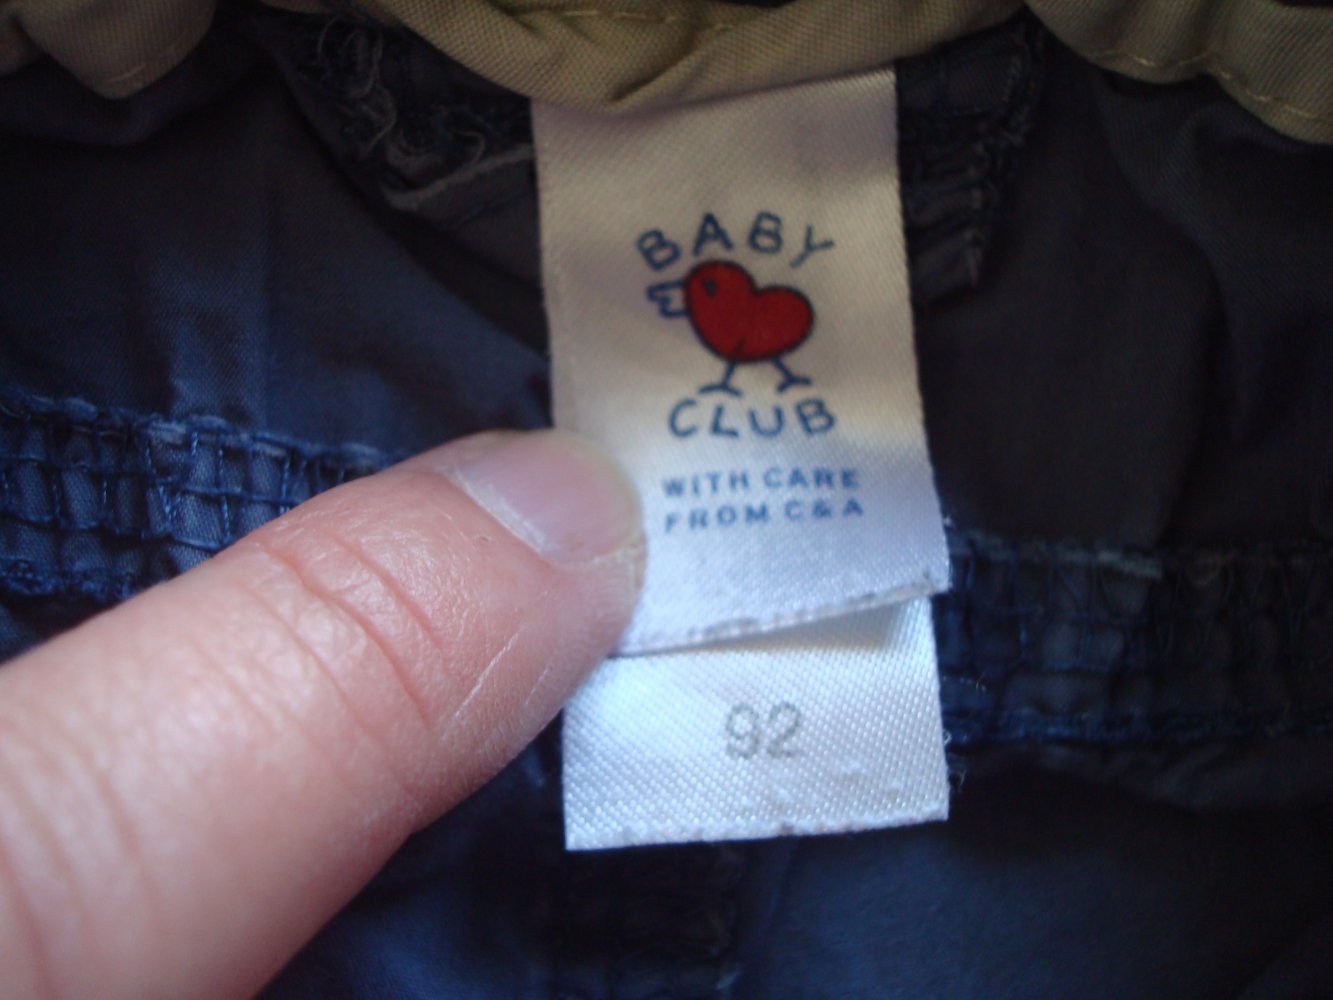 BABY
CLUB
WITH CARE
FROM C&A
92